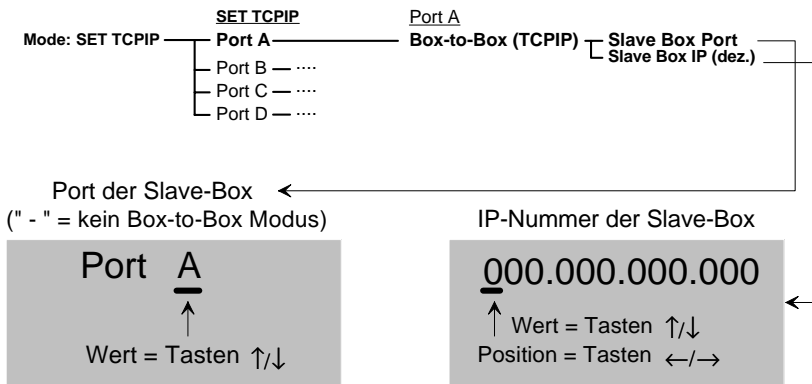 SET TCPIP Port A
Mode: SET TCPIP Port A Box-to-Box (TCPIP) Slave Box Port
Slave Box IP (dez.)
Port B ....
Port C ....
Port D ....
Port der Slave-Box
(" - " = kein Box-to-Box Modus) IP-Nummer der Slave-Box
Port A 000.000.000.000
Wert = Tasten ↑/↓
Wert = Tasten ↑/↓ Position = Tasten ←/→